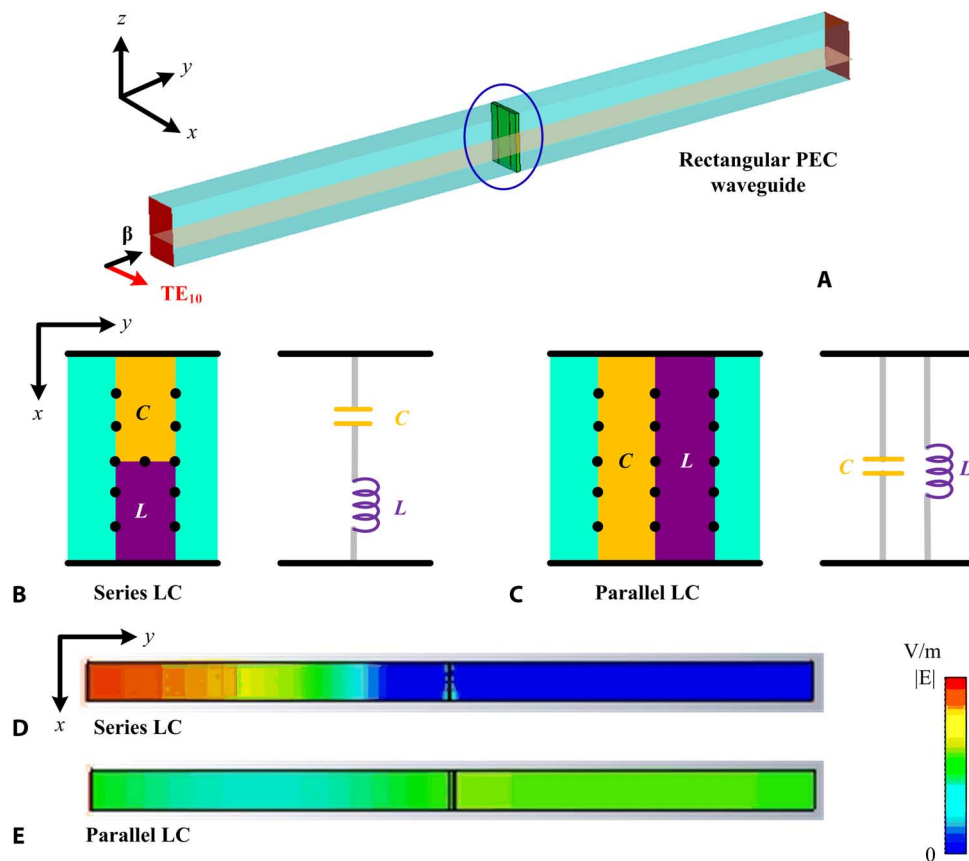 z
y
x
Rectangular PEC
waveguide
β
TE₁₀
A
y
x
C
L
C
L
B
Series LC
C
L
C
L
C
Parallel LC
y
x
D
Series LC
E
Parallel LC
V/m
|E|
0